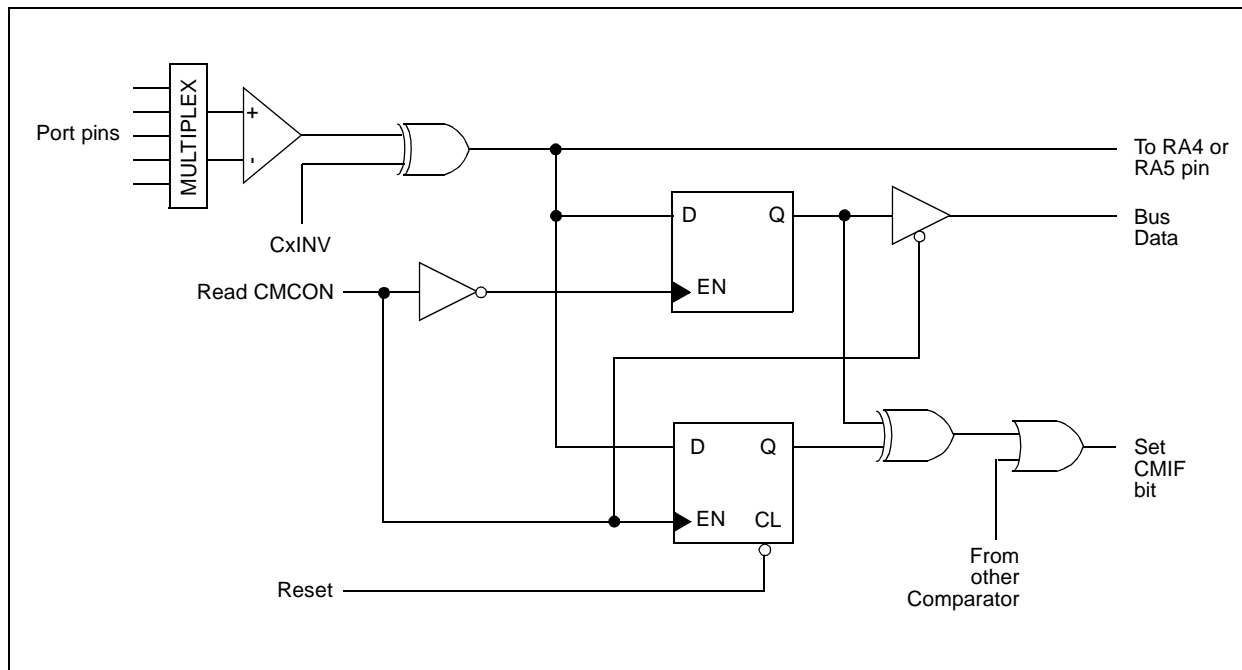 Port pins
MULTIPLEX
+
-
CxINV
To RA4 or
RA5 pin
D
Q
EN
Bus
Data
Read CMCON
D
Q
EN
CL
Set
CMIF
bit
From
other
Comparator
Reset